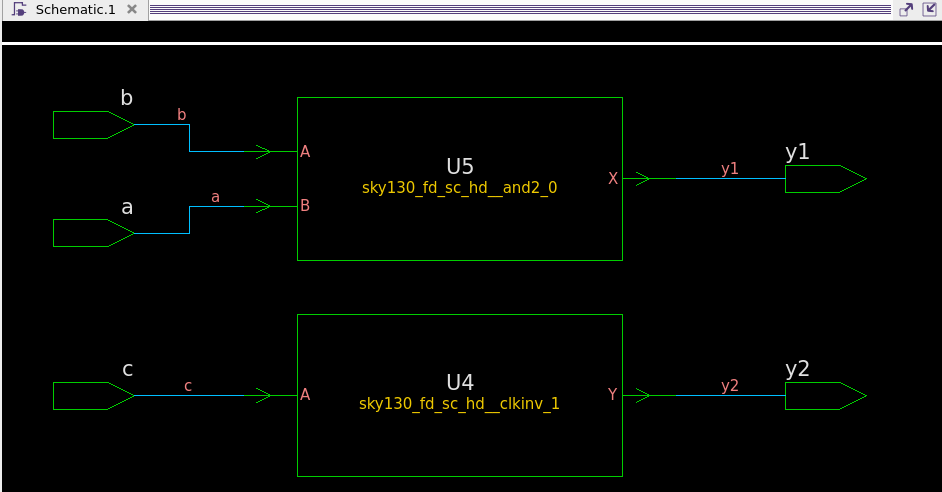 Schematic.1
b
b
A
U5
sky130_fd_sc_hd__and2_0
X
y1
y1
a
a
B
c
c
A
U4
sky130_fd_sc_hd__clkinv_1
Y
y2
y2